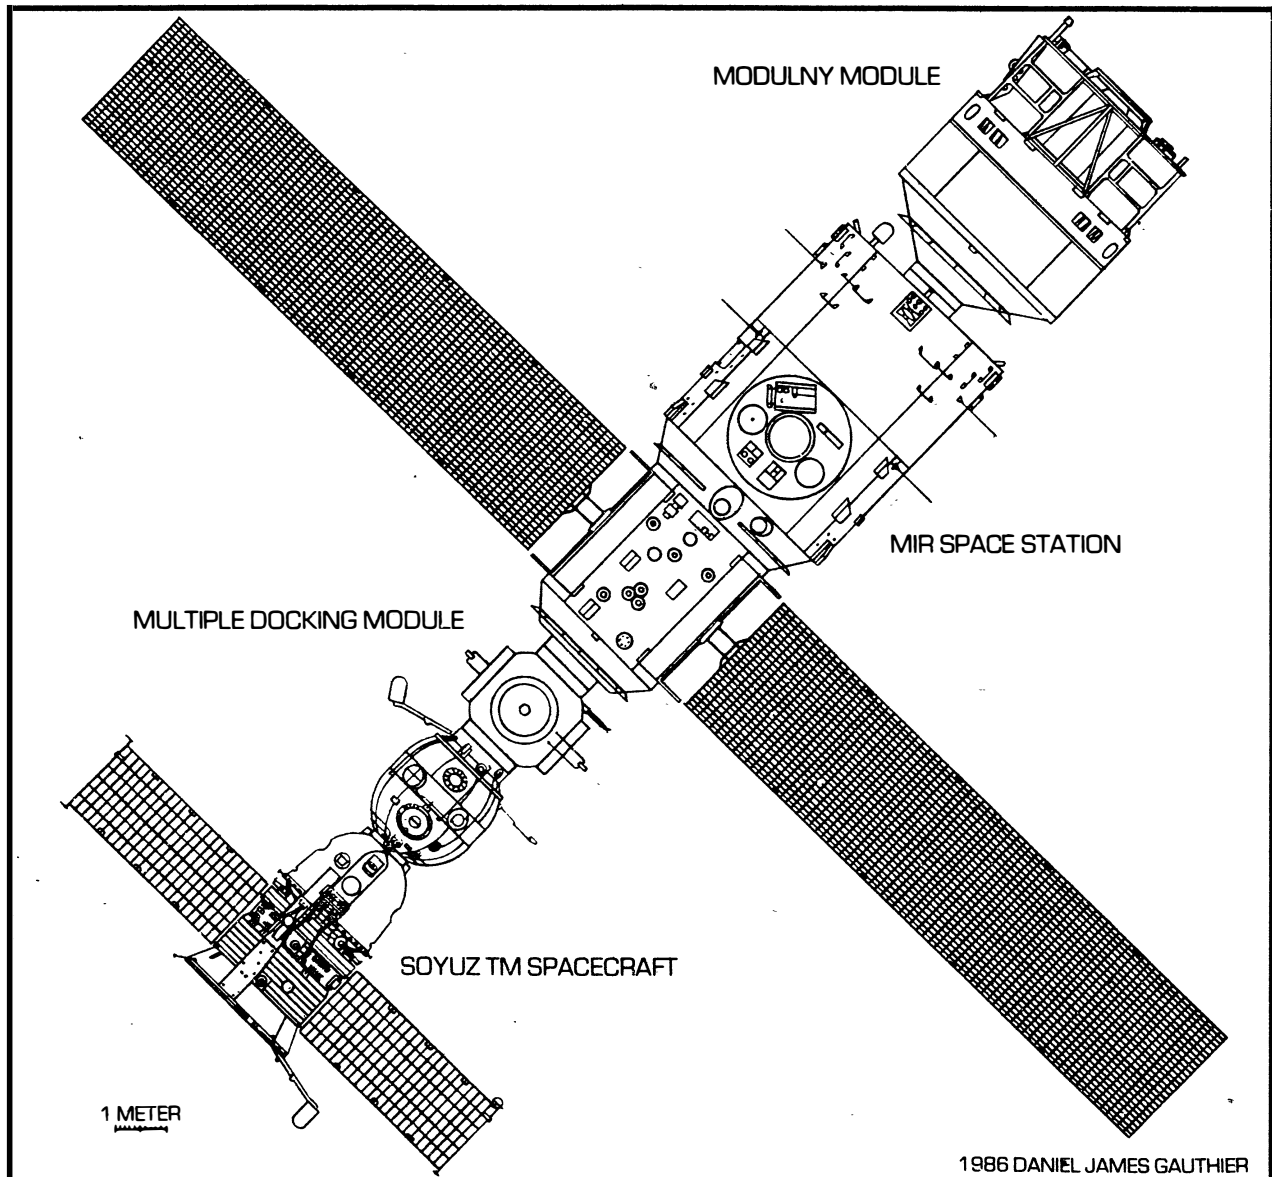 MODULNY MODULE
MIR SPACE STATION
MULTIPLE DOCKING MODULE
SOYUZ TM SPACECRAFT
1 METER
1986 DANIEL JAMES GAUTHIER